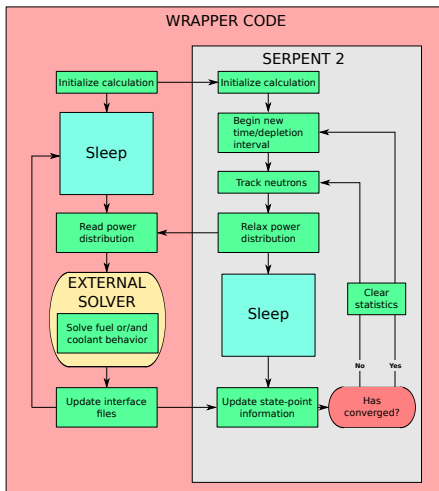 WRAPPER CODE
SERPENT 2
Initialize calculation
Initialize calculation
Sleep
Begin new
time/depletion
interval
Track neutrons
Read power
distribution
Relax power
distribution
EXTERNAL
SOLVER
Solve fuel or/and
coolant behavior
Sleep
Clear
statistics
No
Yes
Update interface
files
Update state-point
information
Has
converged?